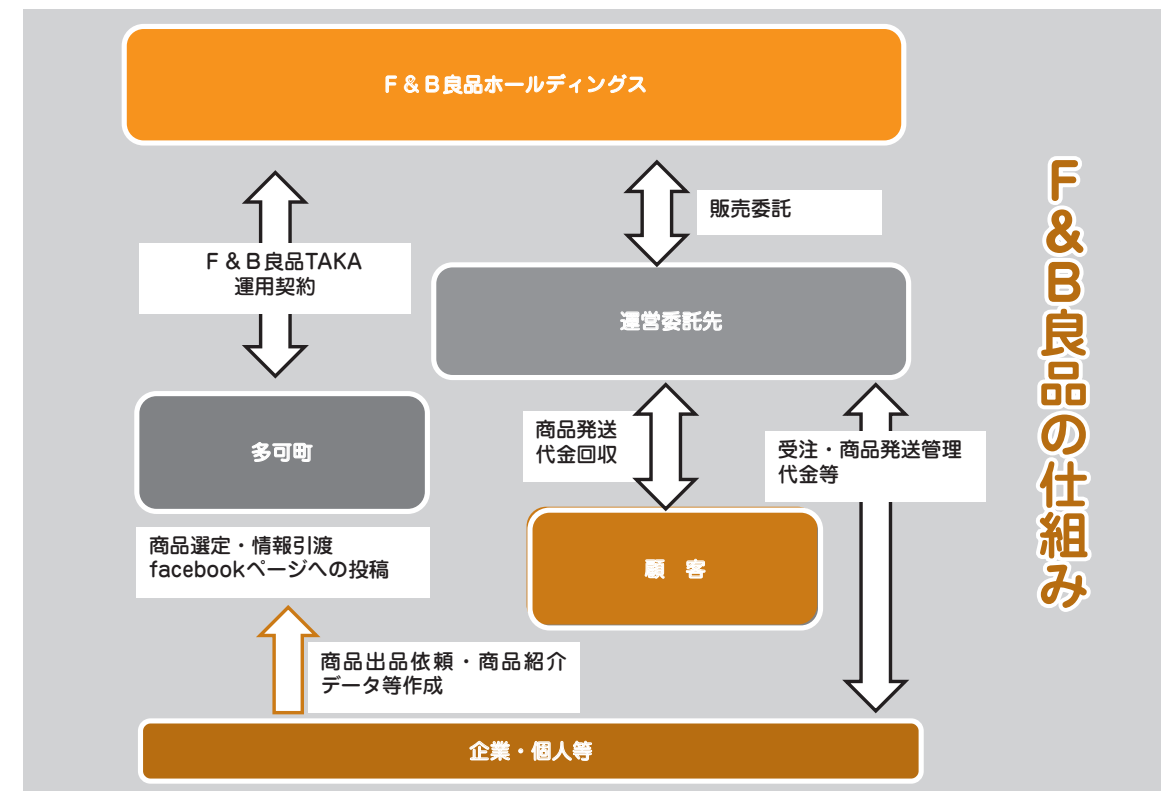 F＆B良品ホールディングス
販売委託
F＆B良品TAKA
運用契約
運営委託先
多可町
商品発送
代金回収
受注・商品発送管理
代金等
商品選定・情報引渡
facebookページへの投稿
顧　客
商品出品依頼・商品紹介
データ等作成
企業・個人等
F&B良品の仕組み